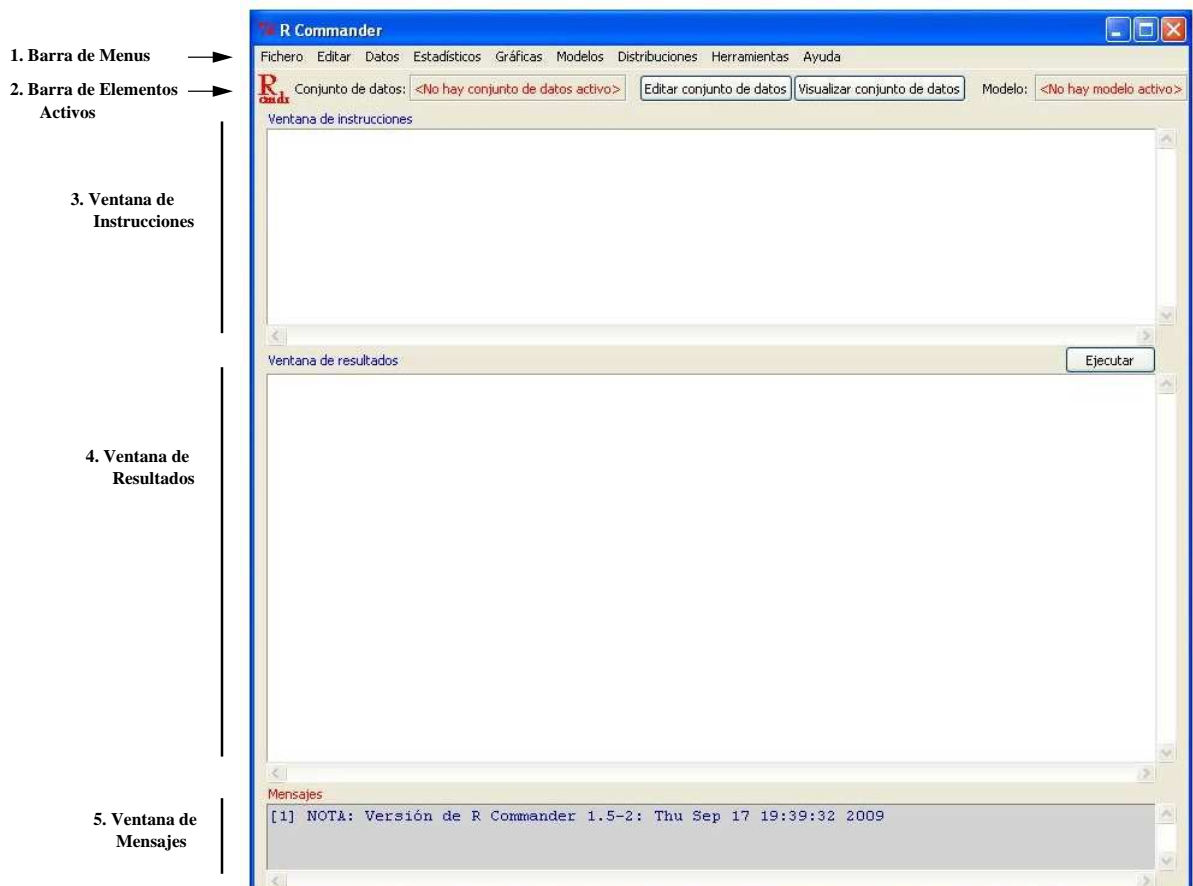 R Commander
1. Barra de Menus
Fichero Editar Datos Estadísticos Gráficas Modelos Distribuciones Herramientas Ayuda
2. Barra de Elementos
Activos
R
cmdr
Conjunto de datos: <No hay conjunto de datos activo> Editar conjunto de datos Visualizar conjunto de datos Modelo: <No hay modelo activo>
Ventana de instrucciones
3. Ventana de
Instrucciones
Ventana de resultados
Ejecutar
4. Ventana de
Resultados
Mensajes
[1] NOTA: Versión de R Commander 1.5-2: Thu Sep 17 19:39:32 2009
5. Ventana de
Mensajes